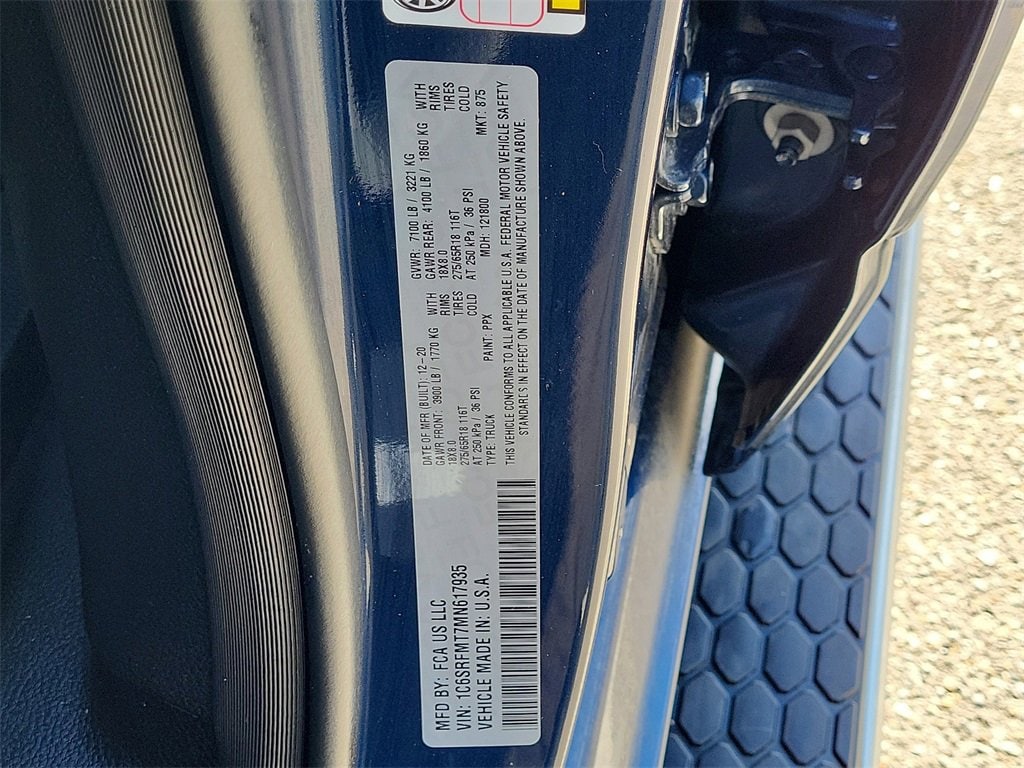 MFD BY: FCA US LLC
VIN: 1C6SRFMT7MN617935
VEHICLE MADE IN: U.S.A.
DATE OF MFR (BUILT): 12-20 GVWR: 7100 LB / 3221 KG
GAWR FRONT: 3900 LB / 1770 KG WITH GAWR REAR: 4100 LB / 1860 KG WITH
18X8.0 RIMS 18X8.0 RIMS
275/65R18 116T TIRES 275/65R18 116T TIRES
AT 250 kPa / 36 PSI COLD AT 250 kPa / 36 PSI COLD
TYPE: TRUCK PAINT: PPX MDH: 121800 MKT: 875
THIS VEHICLE CONFORMS TO ALL APPLICABLE U.S.A. FEDERAL MOTOR VEHICLE SAFETY
STANDARDS IN EFFECT ON THE DATE OF MANUFACTURE SHOWN ABOVE.